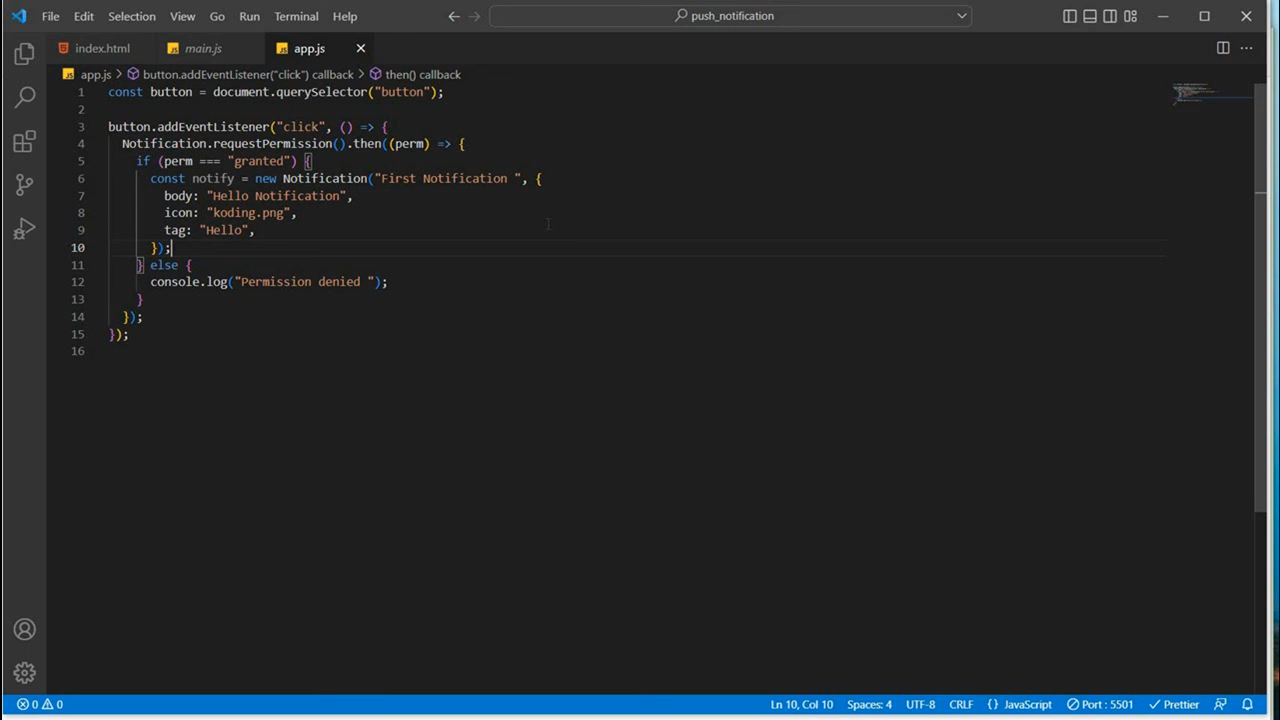 File Edit Selection View Go Run Terminal Help push_notification
index.html main.js app.js
app.js > button.addEventListener("click") callback > then() callback
1 const button = document.querySelector("button");
2
3 button.addEventListener("click", () => {
4 Notification.requestPermission().then((perm) => {
5 if (perm === "granted") {
6 const notify = new Notification("First Notification ", {
7 body: "Hello Notification",
8 icon: "koding.png",
9 tag: "Hello",
10 });
11 } else {
12 console.log("Permission denied ");
13 }
14 });
15 });
16
0 0 Ln 10, Col 10 Spaces: 4 UTF-8 CRLF {} JavaScript Port : 5501 Prettier